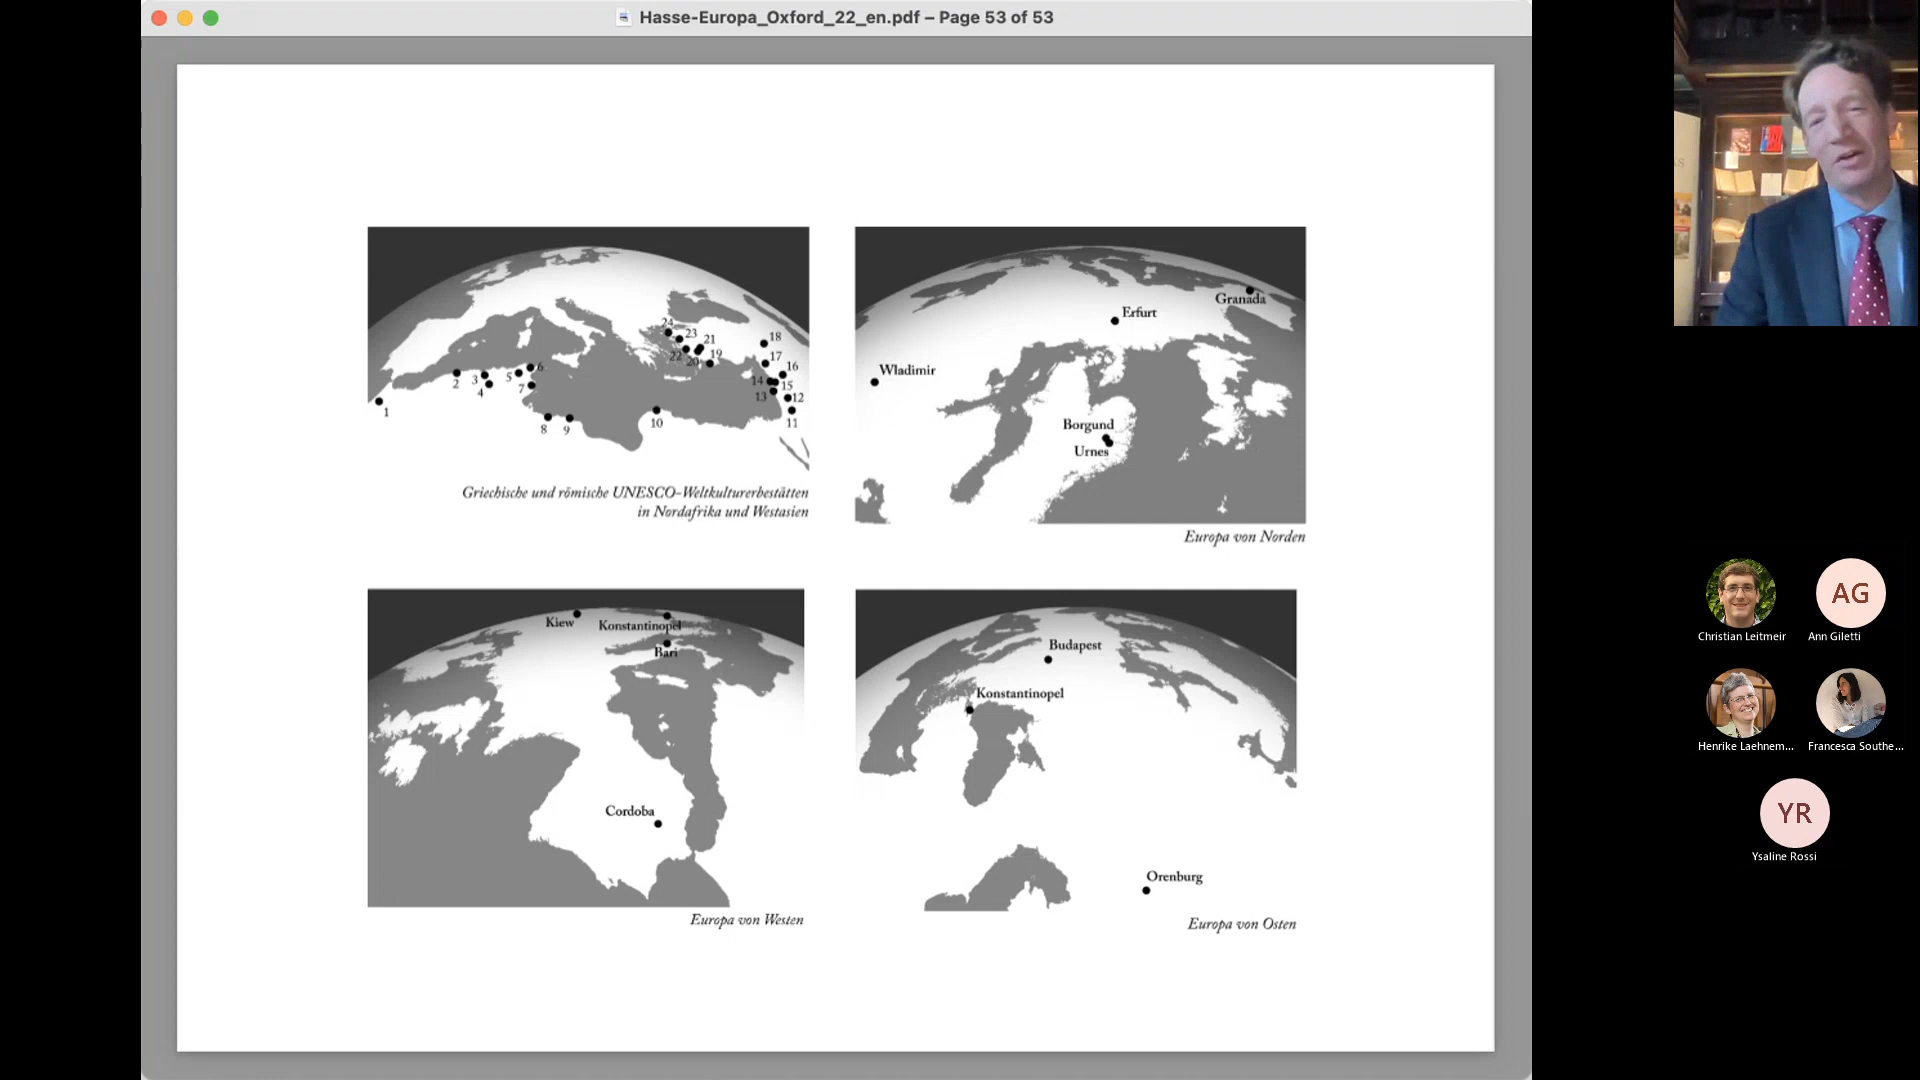 Hasse-Europa_Oxford_22_en.pdf – Page 53 of 53
1
2
3
4
5
6
7
8
9
10
11
12
13
14
15
16
17
18
19
20
21
22
23
24
Griechische und römische UNESCO-Weltkulturerbestätten
in Nordafrika und Westasien
Granada
Erfurt
Wladimir
Borgund
Urnes
Europa von Norden
Kiew
Konstantinopel
Bari
Cordoba
Europa von Westen
Budapest
Konstantinopel
Orenburg
Europa von Osten
AG
Christian Leitmeir
Ann Giletti
Henrike Laehnem...
Francesca Southe...
YR
Ysaline Rossi